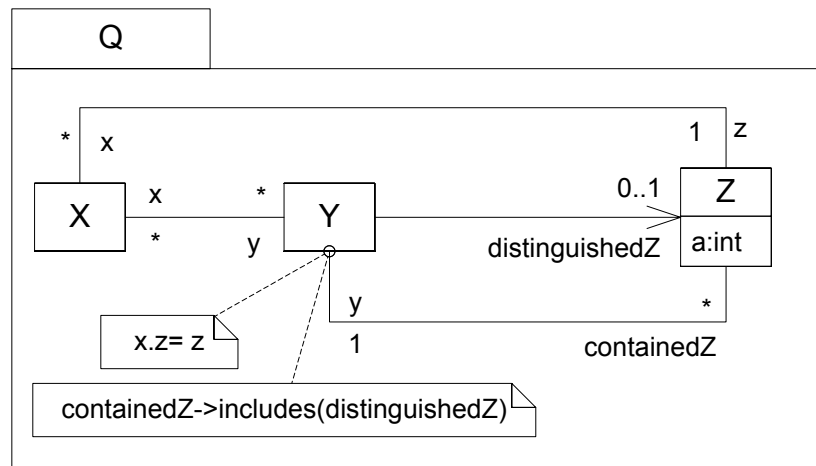 Q
* x
1 z
X
x *
* y
Y
0..1
distinguishedZ
Z
a:int
y
1
*
containedZ
x.z= z
containedZ->includes(distinguishedZ)